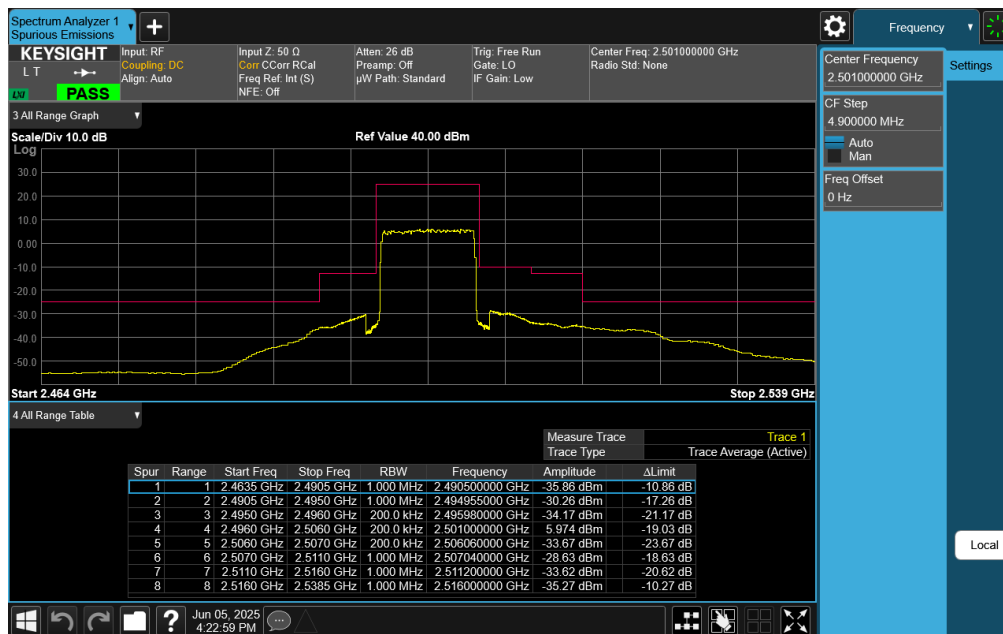 Spectrum Analyzer 1
Spurious Emissions
Frequency
KEYSIGHT
L T
LXI
PASS
Input: RF
Coupling: DC
Align: Auto
Input Z: 50 Ω
Corr CCorr RCal
Freq Ref: Int (S)
NFE: Off
Atten: 26 dB
Preamp: Off
µW Path: Standard
Trig: Free Run
Gate: LO
IF Gain: Low
Center Freq: 2.501000000 GHz
Radio Std: None
Center Frequency
2.501000000 GHz
Settings
CF Step
4.900000 MHz
Auto
Man
Freq Offset
0 Hz
Local
3 All Range Graph
Scale/Div 10.0 dB
Ref Value 40.00 dBm
Log
30.0
20.0
10.0
0.00
-10.0
-20.0
-30.0
-40.0
-50.0
Start 2.464 GHz
Stop 2.539 GHz
4 All Range Table
Measure Trace Trace 1
Trace Type Trace Average (Active)
Spur Range Start Freq Stop Freq RBW Frequency Amplitude ΔLimit
1 1 2.4635 GHz 2.4905 GHz 1.000 MHz 2.490500000 GHz -35.86 dBm -10.86 dB
2 2 2.4905 GHz 2.4950 GHz 1.000 MHz 2.494955000 GHz -30.26 dBm -17.26 dB
3 3 2.4950 GHz 2.4960 GHz 200.0 kHz 2.495980000 GHz -34.17 dBm -21.17 dB
4 4 2.4960 GHz 2.5060 GHz 200.0 kHz 2.501000000 GHz 5.974 dBm -19.03 dB
5 5 2.5060 GHz 2.5070 GHz 200.0 kHz 2.506060000 GHz -33.67 dBm -23.67 dB
6 6 2.5070 GHz 2.5110 GHz 1.000 MHz 2.507040000 GHz -28.63 dBm -18.63 dB
7 7 2.5110 GHz 2.5160 GHz 1.000 MHz 2.511200000 GHz -33.62 dBm -20.62 dB
8 8 2.5160 GHz 2.5385 GHz 1.000 MHz 2.516000000 GHz -35.27 dBm -10.27 dB
Jun 05, 2025
4:22:59 PM